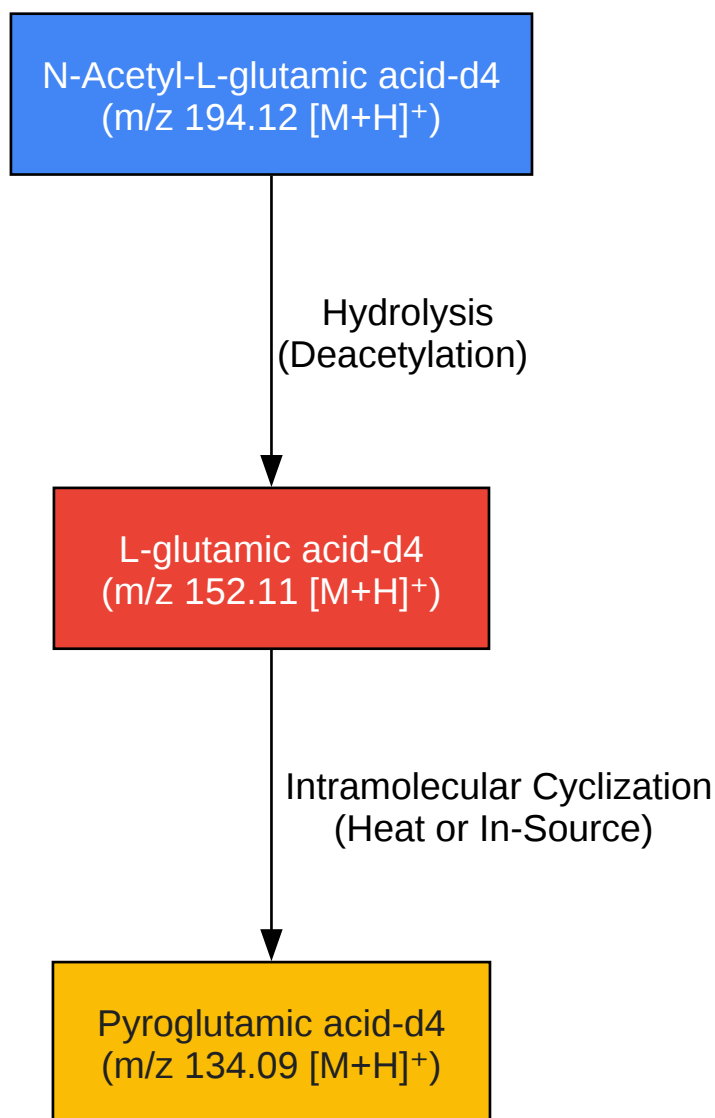 N-Acetyl-L-glutamic acid-d4
(m/z 194.12 [M+H]⁺)
Hydrolysis
(Deacetylation)
L-glutamic acid-d4
(m/z 152.11 [M+H]⁺)
Intramolecular Cyclization
(Heat or In-Source)
Pyroglutamic acid-d4
(m/z 134.09 [M+H]⁺)